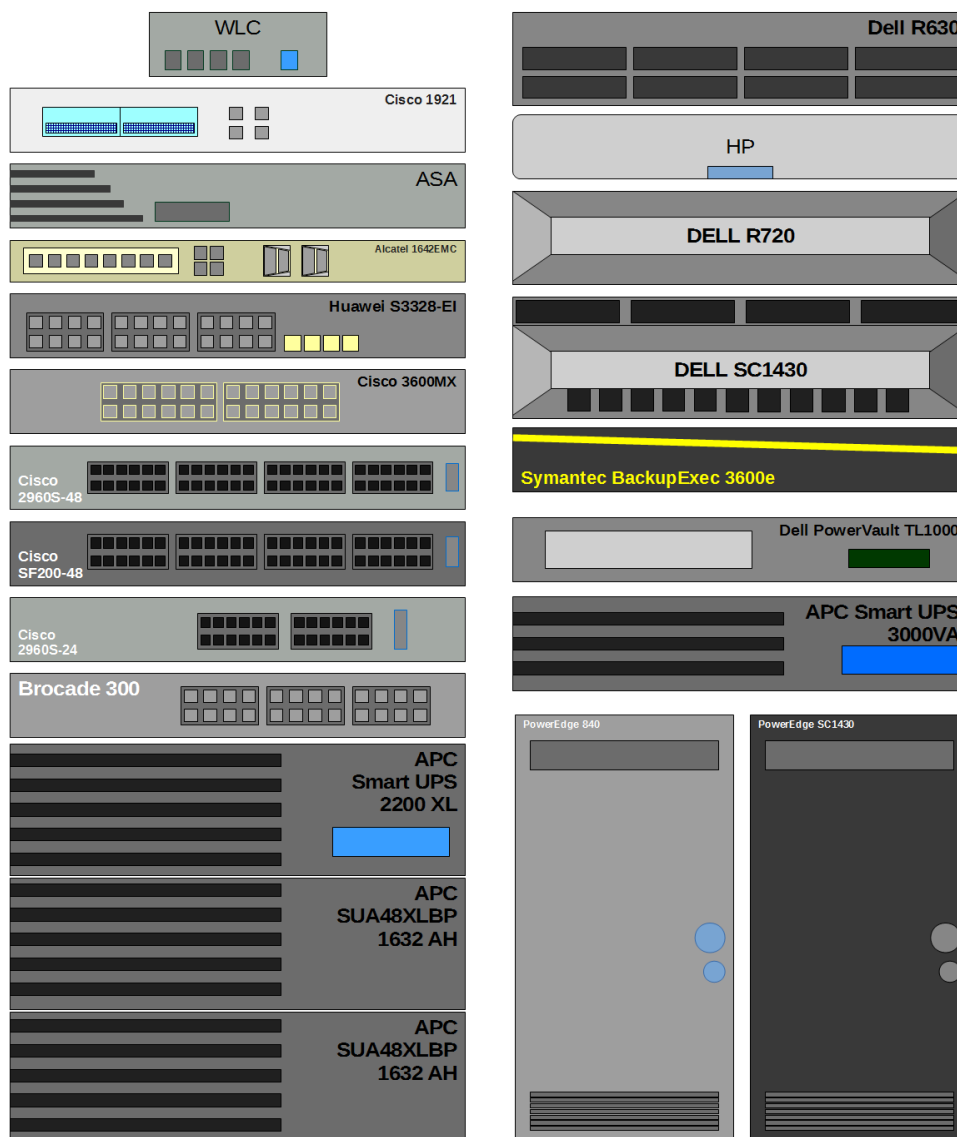 WLC
Cisco 1921
ASA
Alcatel 1642EMC
Huawei S3328-EI
Cisco 3600MX
Cisco
2960S-48
Cisco
SF200-48
Cisco
2960S-24
Brocade 300
APC
Smart UPS
2200 XL
APC
SUA48XLBP
1632 AH
APC
SUA48XLBP
1632 AH
Dell R630
HP
DELL R720
DELL SC1430
Symantec BackupExec 3600e
Dell PowerVault TL1000
APC Smart UPS
3000VA
PowerEdge 840
PowerEdge SC1430